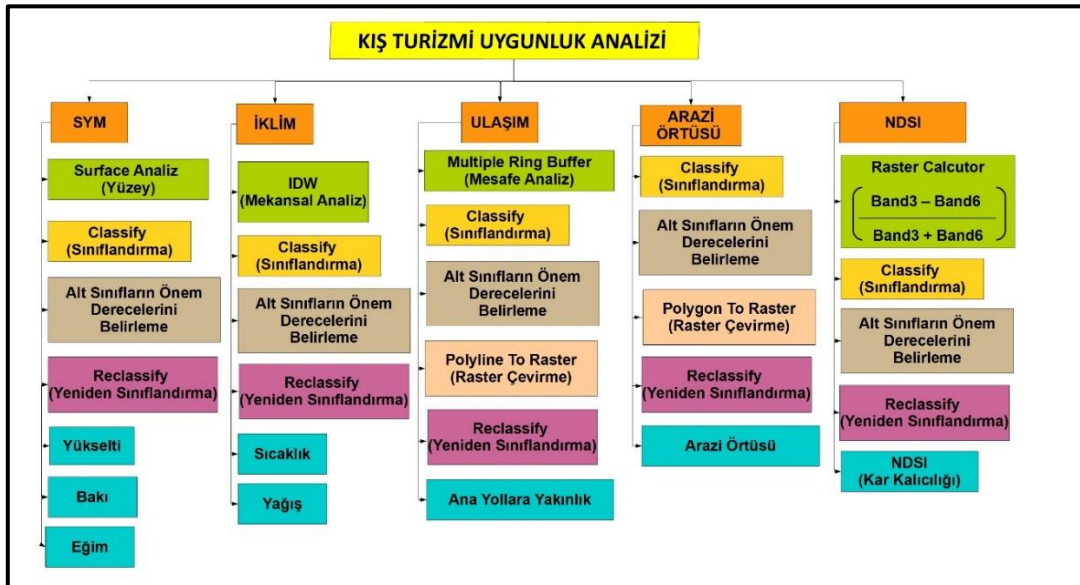 KIŞ TURİZMİ UYGUNLUK ANALİZİ
SYM
Surface Analiz
(Yüzey)
Classify
(Sınıflandırma)
Alt Sınıfların Önem
Derecelerini
Belirleme
Reclassify
(Yeniden Sınıflandırma)
Yükselti
Bakı
Eğim
İKLİM
IDW
(Mekansal Analiz)
Classify
(Sınıflandırma)
Alt Sınıfların Önem
Derecelerini
Belirleme
Reclassify
(Yeniden Sınıflandırma)
Sıcaklık
Yağış
ULAŞIM
Multiple Ring Buffer
(Mesafe Analiz)
Classify
(Sınıflandırma)
Alt Sınıfların Önem
Derecelerini
Belirleme
Polyline To Raster
(Raster Çevirme)
Reclassify
(Yeniden Sınıflandırma)
Ana Yollara Yakınlık
ARAZİ
ÖRTÜSÜ
Classify
(Sınıflandırma)
Alt Sınıfların Önem
Derecelerini
Belirleme
Polygon To Raster
(Raster Çevirme)
Reclassify
(Yeniden Sınıflandırma)
Arazi Örtüsü
NDSI
Raster Calcutor
Band3 – Band6
Band3 + Band6
Classify
(Sınıflandırma)
Alt Sınıfların Önem
Derecelerini
Belirleme
Reclassify
(Yeniden Sınıflandırma)
NDSI
(Kar Kalıcılığı)